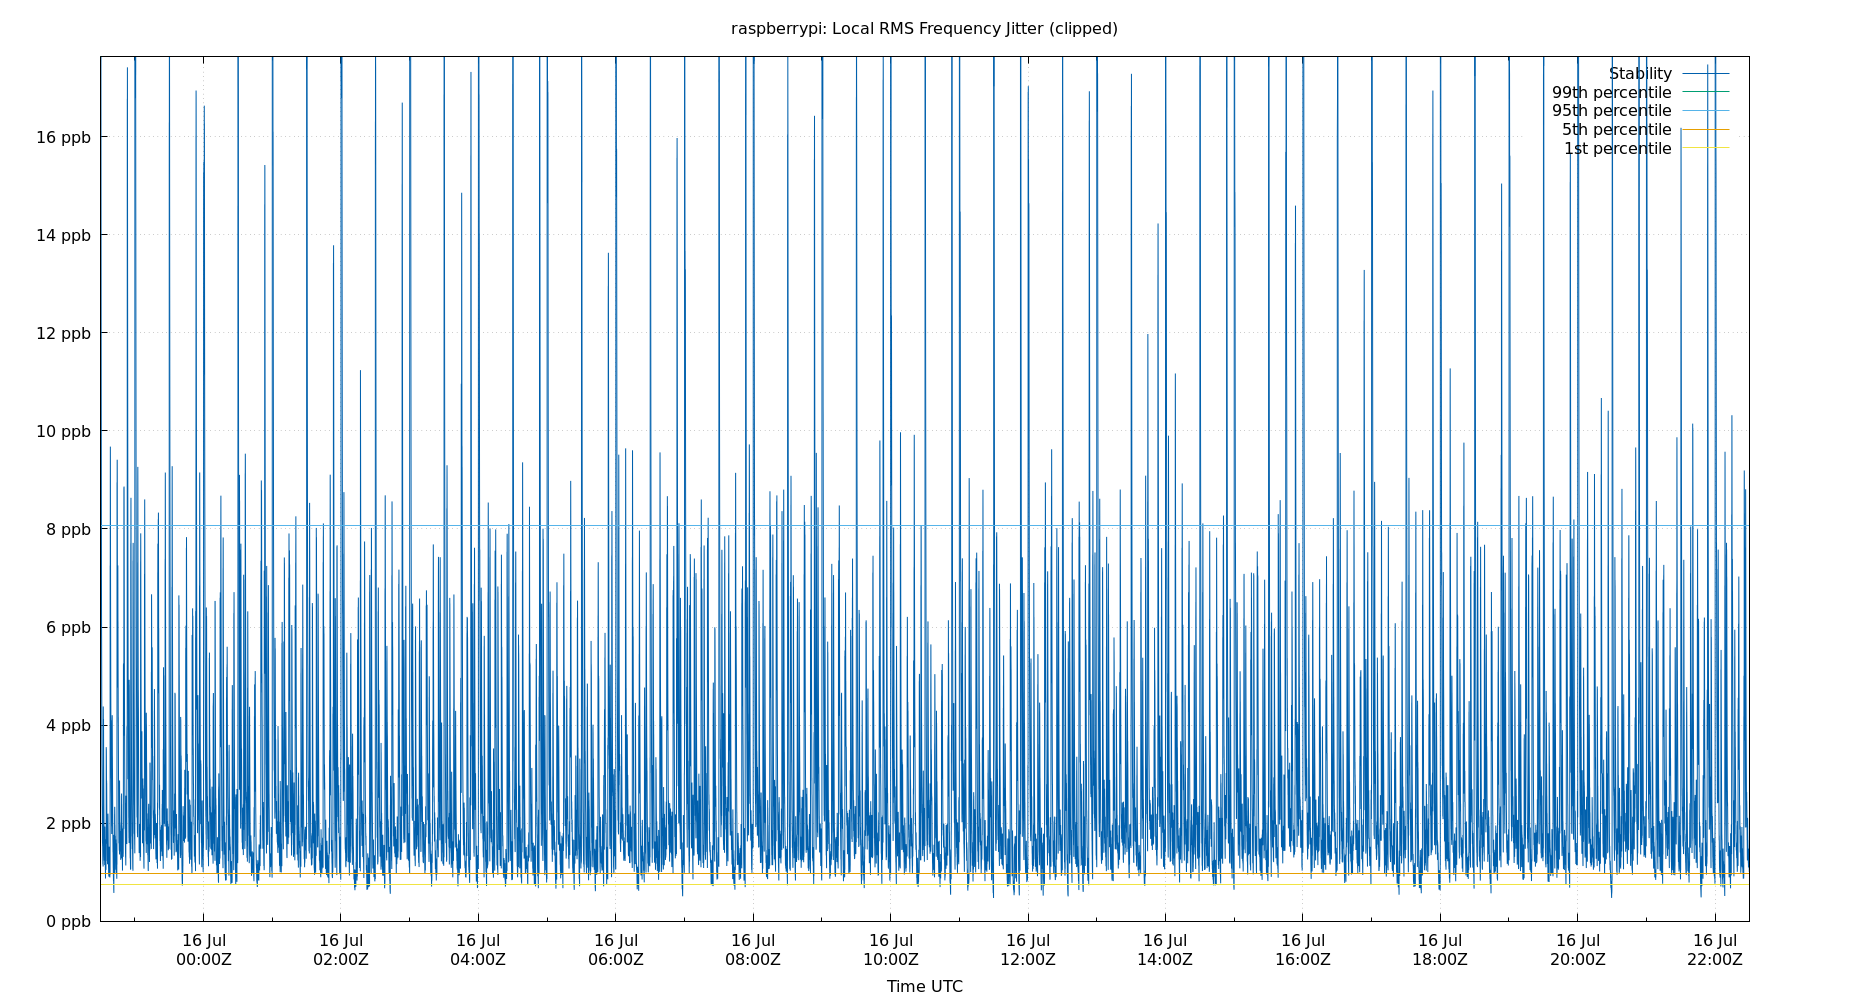 raspberrypi: Local RMS Frequency Jitter (clipped)
Stability
99th percentile
95th percentile
5th percentile
1st percentile
16 ppb
14 ppb
12 ppb
10 ppb
8 ppb
6 ppb
4 ppb
2 ppb
0 ppb
16 Jul 16 Jul 16 Jul 16 Jul 16 Jul 16 Jul 16 Jul 16 Jul 16 Jul 16 Jul 16 Jul 16 Jul
00:00Z 02:00Z 04:00Z 06:00Z 08:00Z 10:00Z 12:00Z 14:00Z 16:00Z 18:00Z 20:00Z 22:00Z
Time UTC